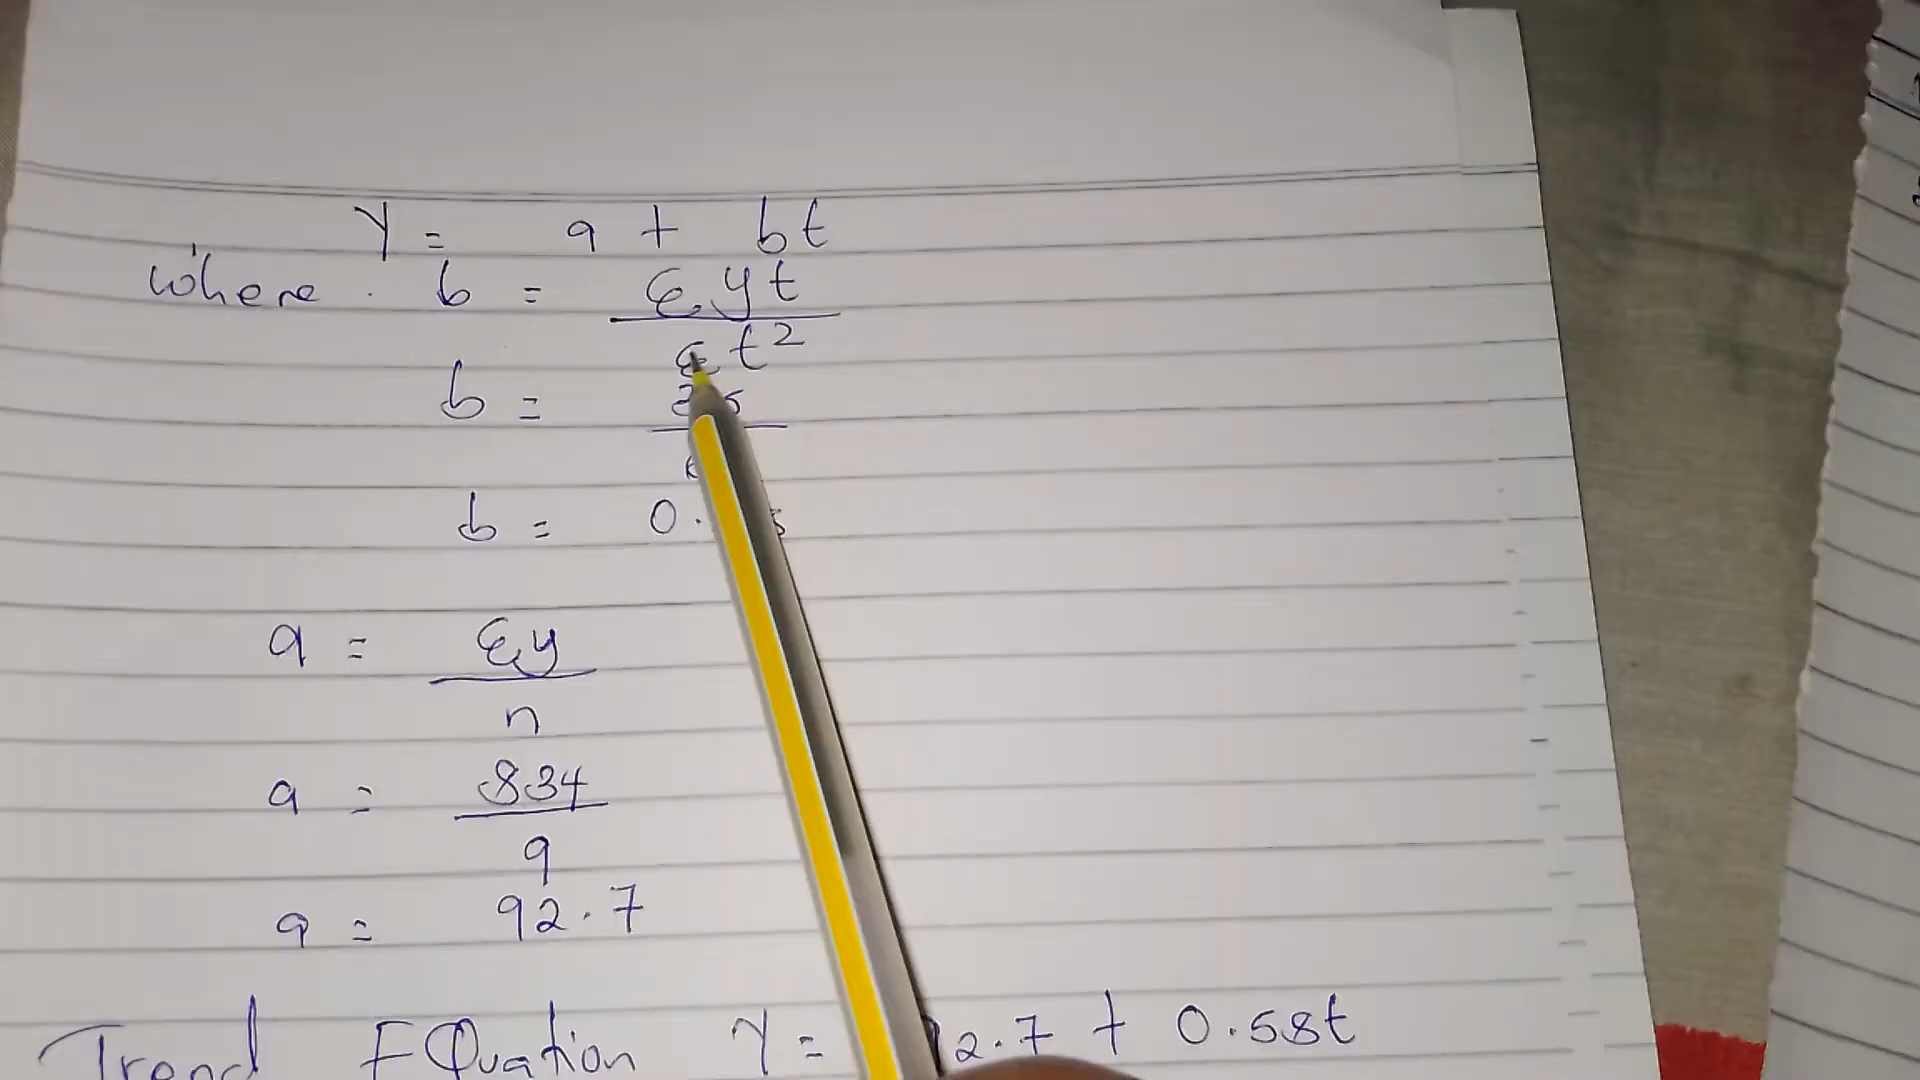 Y = a + bt
where b = Σyt
Σt²
b =
b = 0.
a = Σy
n
a = 834
9
a = 92.7
Trend EQuation Y = 2.7 + 0.58t